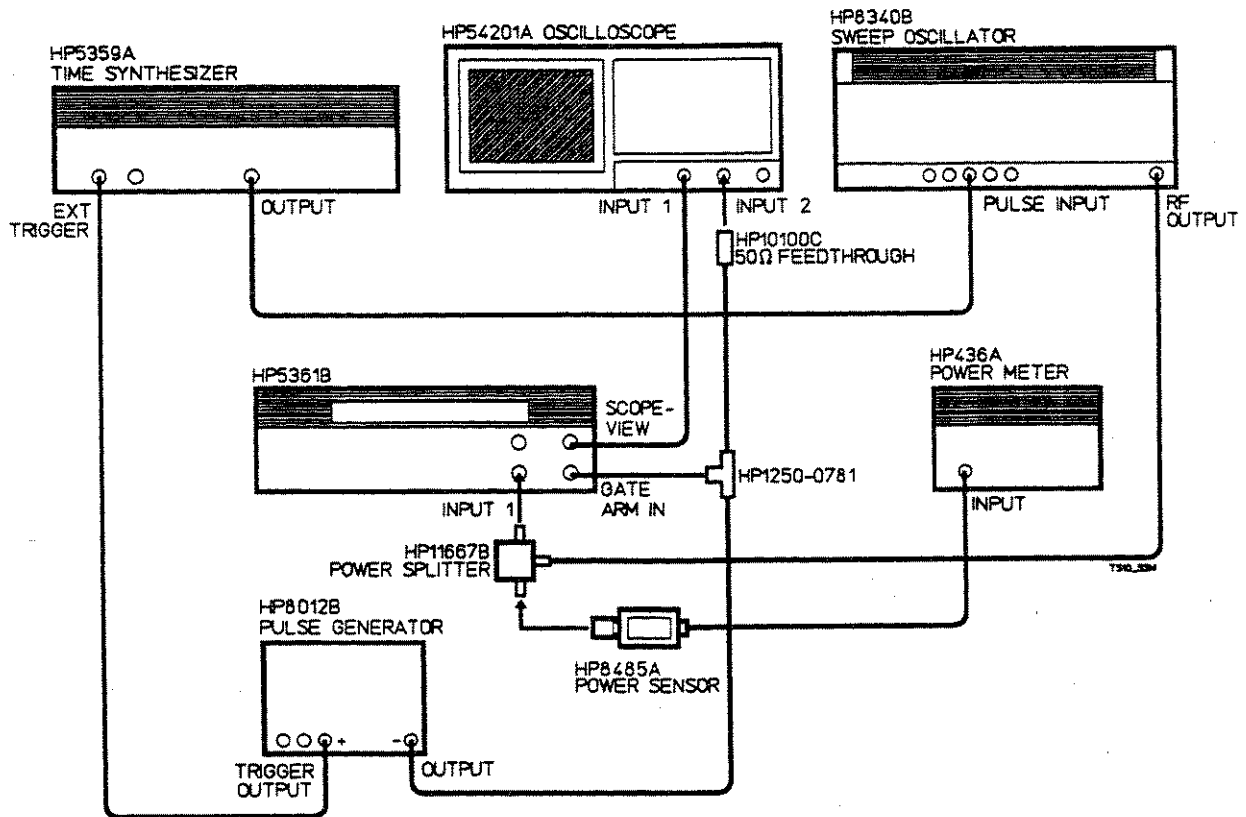 HP5359A
TIME SYNTHESIZER
HP54201A OSCILLOSCOPE
HP8340B
SWEEP OSCILLATOR
EXT
TRIGGER
OUTPUT
INPUT 1
INPUT 2
PULSE INPUT
RF
OUTPUT
HP10100C
50Ω FEEDTHROUGH
HP5361B
SCOPE-
VIEW
HP436A
POWER METER
HP1250-0781
INPUT 1
GATE
ARM IN
INPUT
HP11667B
POWER SPLITTER
HP8012B
PULSE GENERATOR
HP8485A
POWER SENSOR
+
-
TRIGGER
OUTPUT
OUTPUT